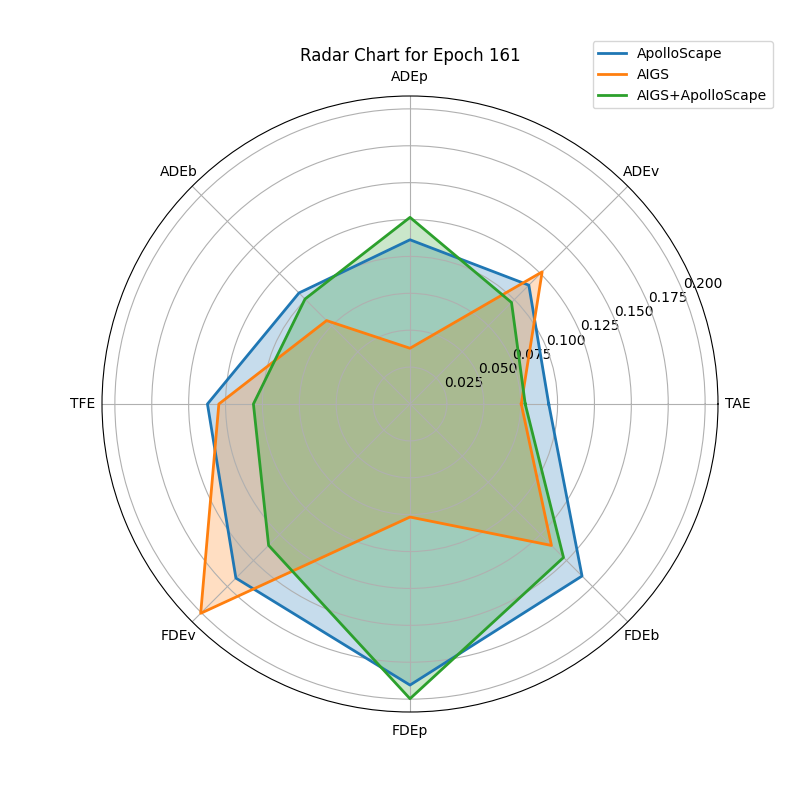 Radar Chart for Epoch 161
ApolloScape
AIGS
AIGS+ApolloScape
ADEp
ADEb
ADEv
TFE
TAE
0.025
0.050
0.075
0.100
0.125
0.150
0.175
0.200
FDEv
FDEb
FDEp